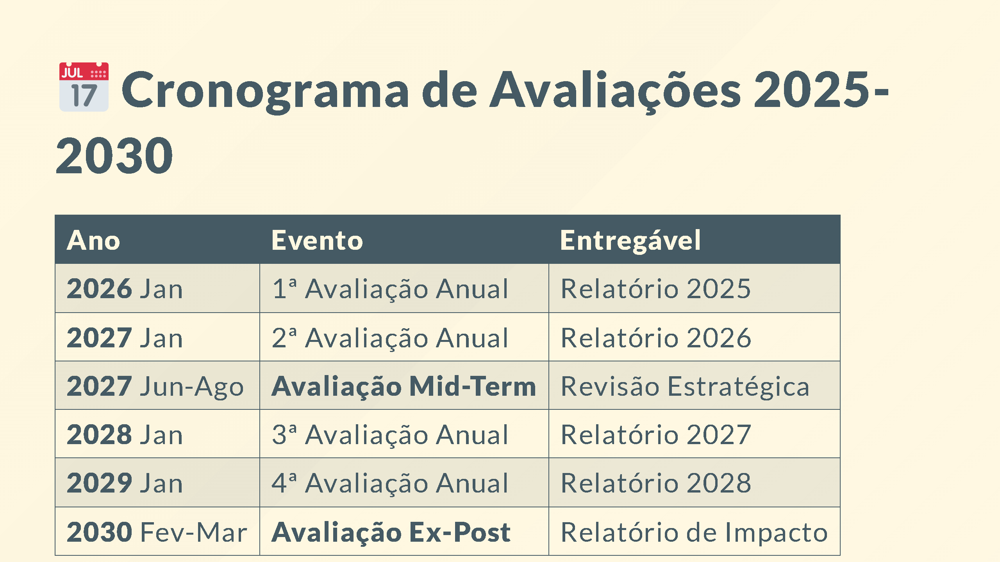 JUL
17
Cronograma de Avaliações 2025-
2030
Ano Evento Entregável
2026 Jan 1ª Avaliação Anual Relatório 2025
2027 Jan 2ª Avaliação Anual Relatório 2026
2027 Jun-Ago Avaliação Mid-Term Revisão Estratégica
2028 Jan 3ª Avaliação Anual Relatório 2027
2029 Jan 4ª Avaliação Anual Relatório 2028
2030 Fev-Mar Avaliação Ex-Post Relatório de Impacto